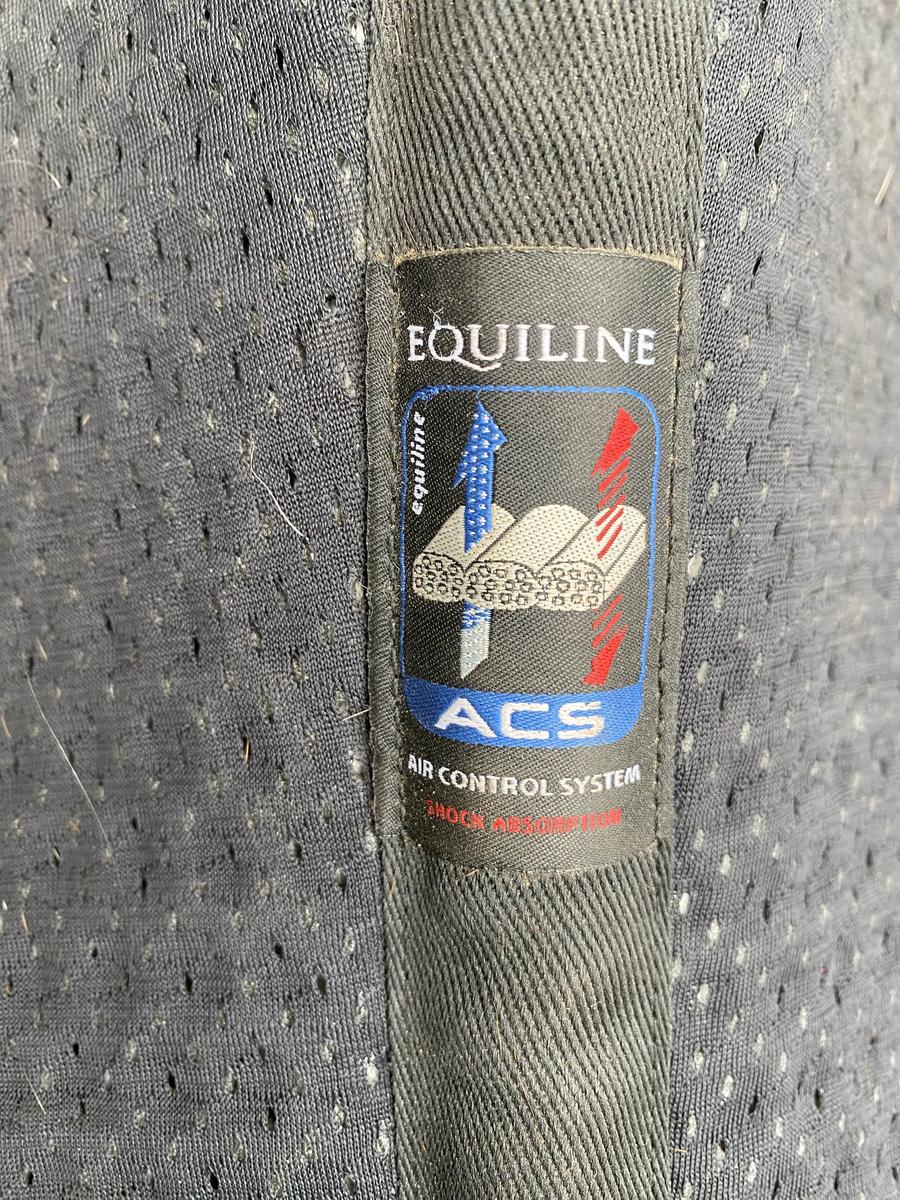 EQUILINE
equiline
ACS
AIR CONTROL SYSTEM
SHOCK ABSORPTION